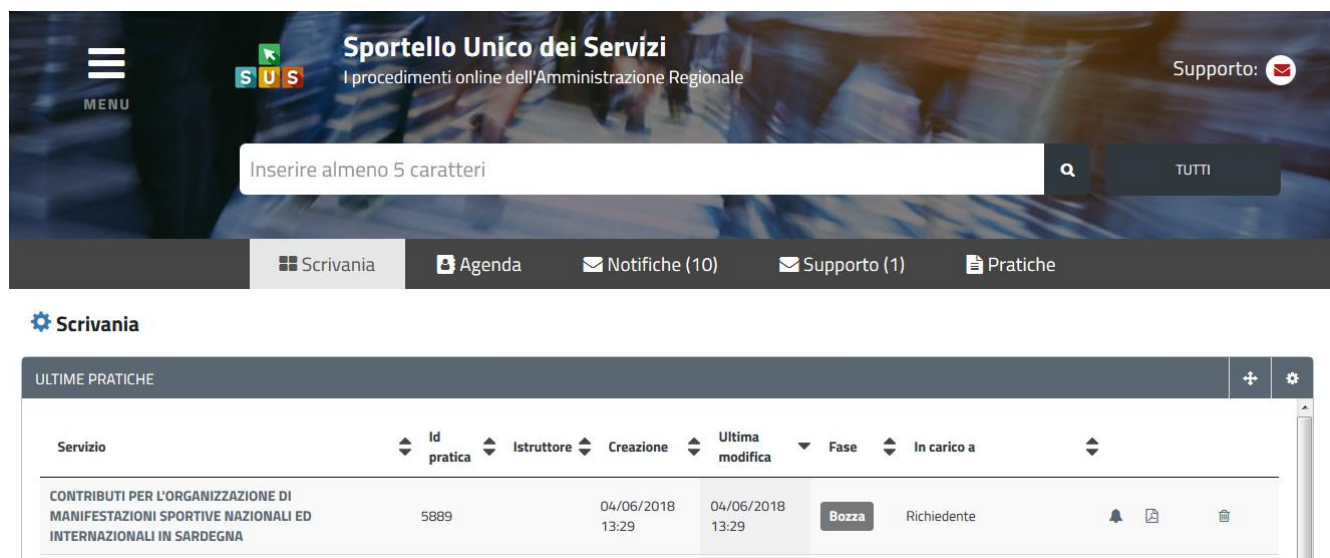 Sportello Unico dei Servizi
SUS
I procedimenti online dell'Amministrazione Regionale
Supporto:
MENU
Inserire almeno 5 caratteri
TUTTI
Scrivania
Agenda
Notifiche (10)
Supporto (1)
Pratiche
Scrivania
ULTIME PRATICHE
Servizio
Id pratica
Istruttore
Creazione
Ultima modifica
Fase
In carico a
CONTRIBUTI PER L'ORGANIZZAZIONE DI
MANIFESTAZIONI SPORTIVE NAZIONALI ED
INTERNAZIONALI IN SARDEGNA
5889
04/06/2018
13:29
04/06/2018
13:29
Bozza
Richiedente